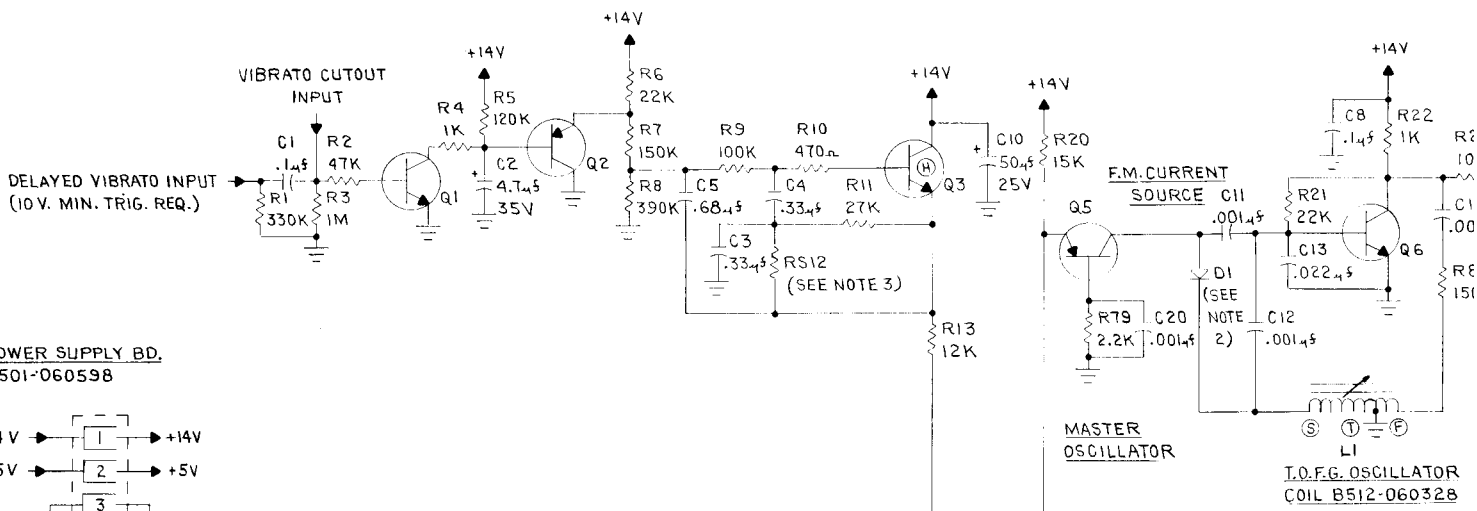 +14V
+14V
+14V
+14V
+14V
VIBRATO CUTOUT
INPUT
DELAYED VIBRATO INPUT
(10 V. MIN. TRIG. REQ.)
C1
.1μf
R1
330K
R2
47K
R3
1M
Q1
R4
1K
R5
120K
C2
+
4.7μf
35V
Q2
R6
22K
R7
150K
R8
390K
C5
.68μf
R9
100K
R10
470Ω
C4
.33μf
R11
27K
C3
.33μf
RS12
(SEE NOTE 3)
H
Q3
+
C10
50μf
25V
R13
12K
R20
15K
F.M. CURRENT
SOURCE
Q5
C11
.001μf
R79
2.2K
C20
.001μf
D1
(SEE
NOTE
2)
C12
.001μf
R21
22K
C13
.022μf
C8
.1μf
R22
1K
Q6
MASTER
OSCILLATOR
S
T
F
L1
T.O.F.G. OSCILLATOR
COIL B512-060328
OWER SUPPLY BD.
501-060598
V
1
+14V
5V
2
+5V
3